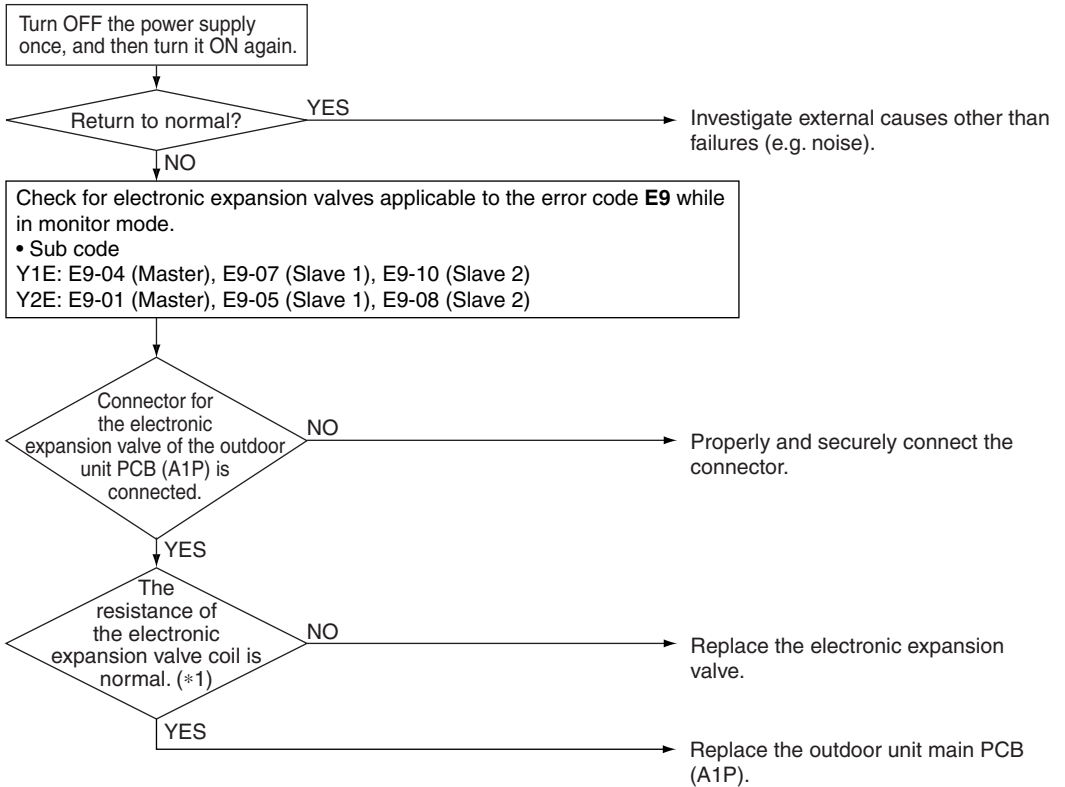 Turn OFF the power supply
once, and then turn it ON again.
Return to normal?
YES
Investigate external causes other than
failures (e.g. noise).
NO
Check for electronic expansion valves applicable to the error code E9 while
in monitor mode.
• Sub code
Y1E: E9-04 (Master), E9-07 (Slave 1), E9-10 (Slave 2)
Y2E: E9-01 (Master), E9-05 (Slave 1), E9-08 (Slave 2)
Connector for
the electronic
expansion valve of the outdoor
unit PCB (A1P) is
connected.
NO
Properly and securely connect the
connector.
YES
The
resistance of
the electronic
expansion valve coil is
normal. (*1)
NO
Replace the electronic expansion
valve.
YES
Replace the outdoor unit main PCB
(A1P).